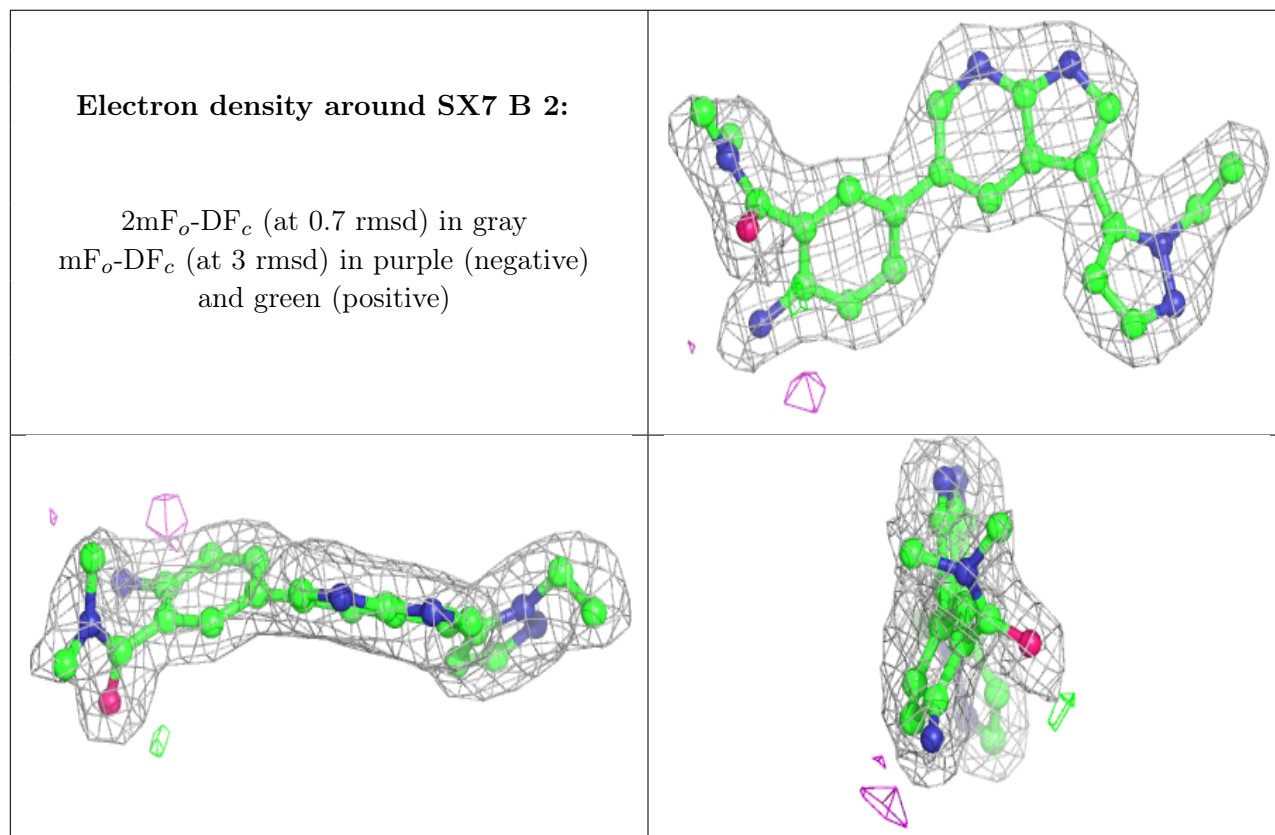 Electron density around SX7 B 2:
2mFo-DFc (at 0.7 rmsd) in gray
mFo-DFc (at 3 rmsd) in purple (negative)
and green (positive)